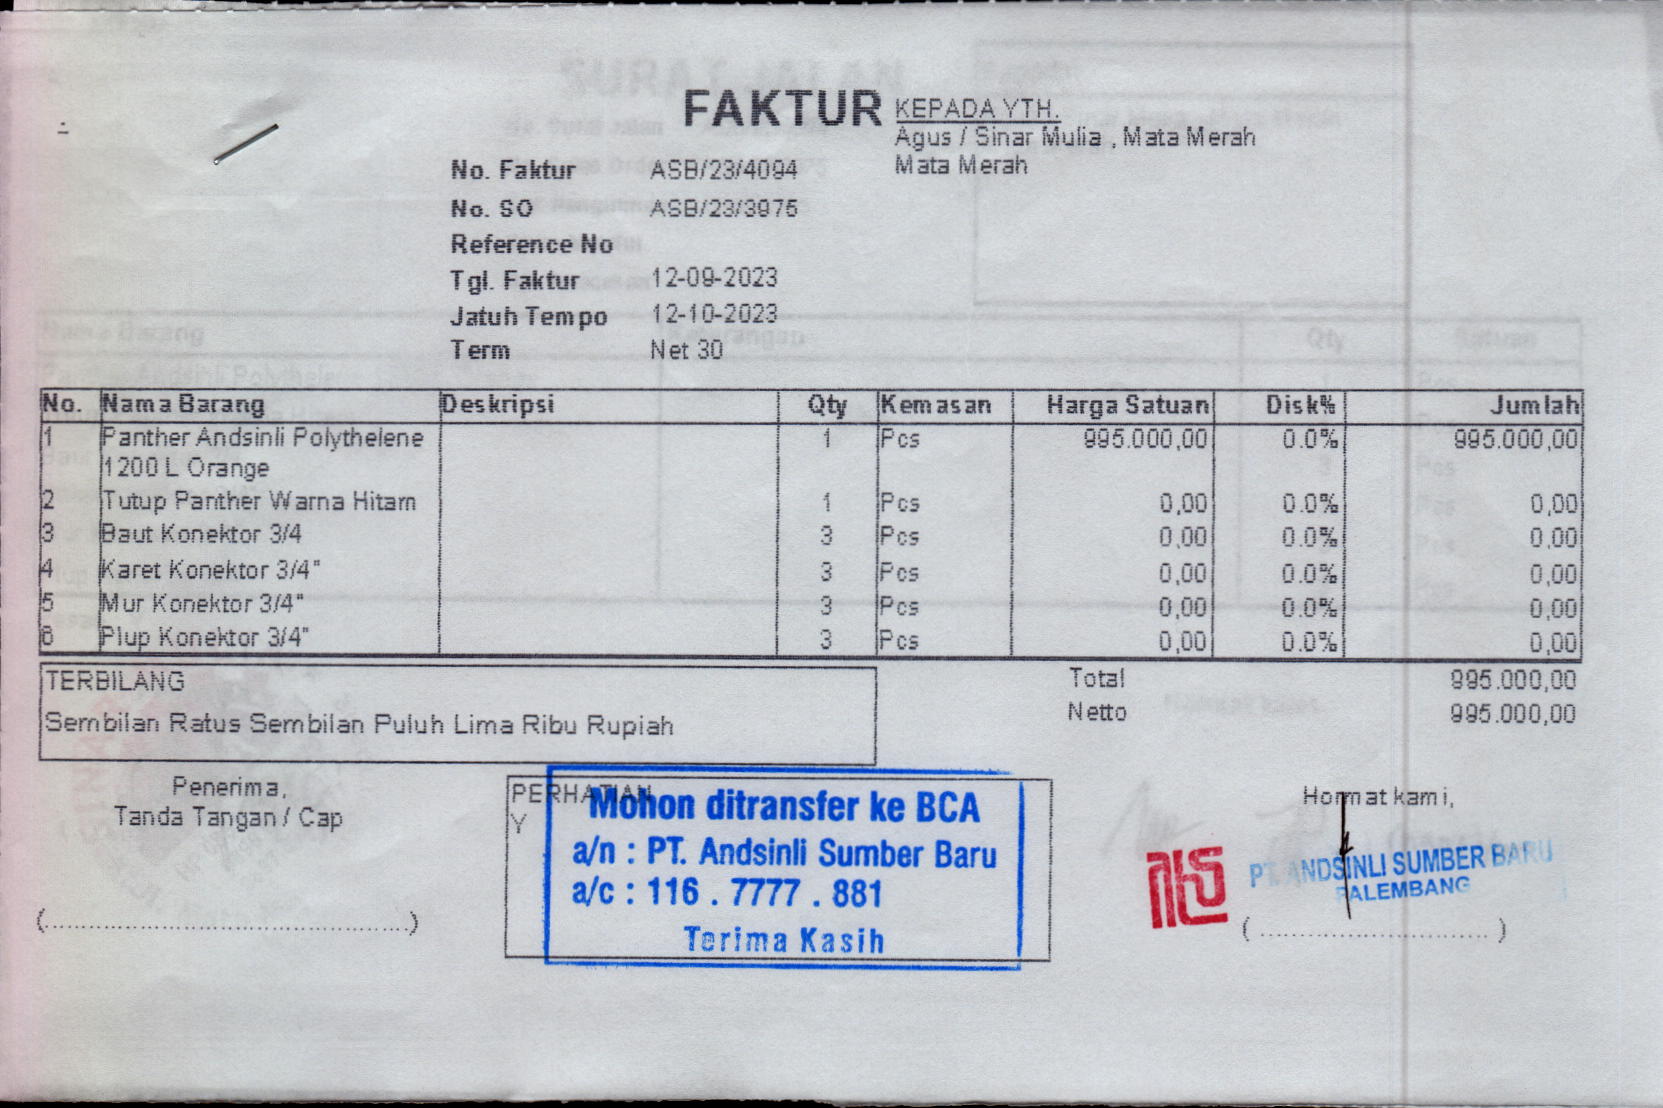 FAKTUR
KEPADA YTH.
Agus / Sinar Mulia , Mata Merah
Mata Merah
No. Faktur ASB/23/4094
No. SO ASB/23/3975
Reference No
Tgl. Faktur 12-09-2023
Jatuh Tempo 12-10-2023
Term Net 30
No. Nama Barang Deskripsi Qty Kemasan Harga Satuan Disk% Jumlah
1 Panther Andsinli Polythelene 1 Pcs 995.000,00 0.0% 995.000,00
1200 L Orange
2 Tutup Panther Warna Hitam 1 Pcs 0,00 0.0% 0,00
3 Baut Konektor 3/4 3 Pcs 0,00 0.0% 0,00
4 Karet Konektor 3/4" 3 Pcs 0,00 0.0% 0,00
5 Mur Konektor 3/4" 3 Pcs 0,00 0.0% 0,00
6 Plup Konektor 3/4" 3 Pcs 0,00 0.0% 0,00
TERBILANG
Sembilan Ratus Sembilan Puluh Lima Ribu Rupiah
Total 995.000,00
Netto 995.000,00
Penerima,
Tanda Tangan / Cap
(........................................)
PERHATIAN
Y
Mohon ditransfer ke BCA
a/n : PT. Andsinli Sumber Baru
a/c : 116 . 7777 . 881
Terima Kasih
Hormat kami,
PT. ANDSINLI SUMBER BARU
PALEMBANG
(............................)